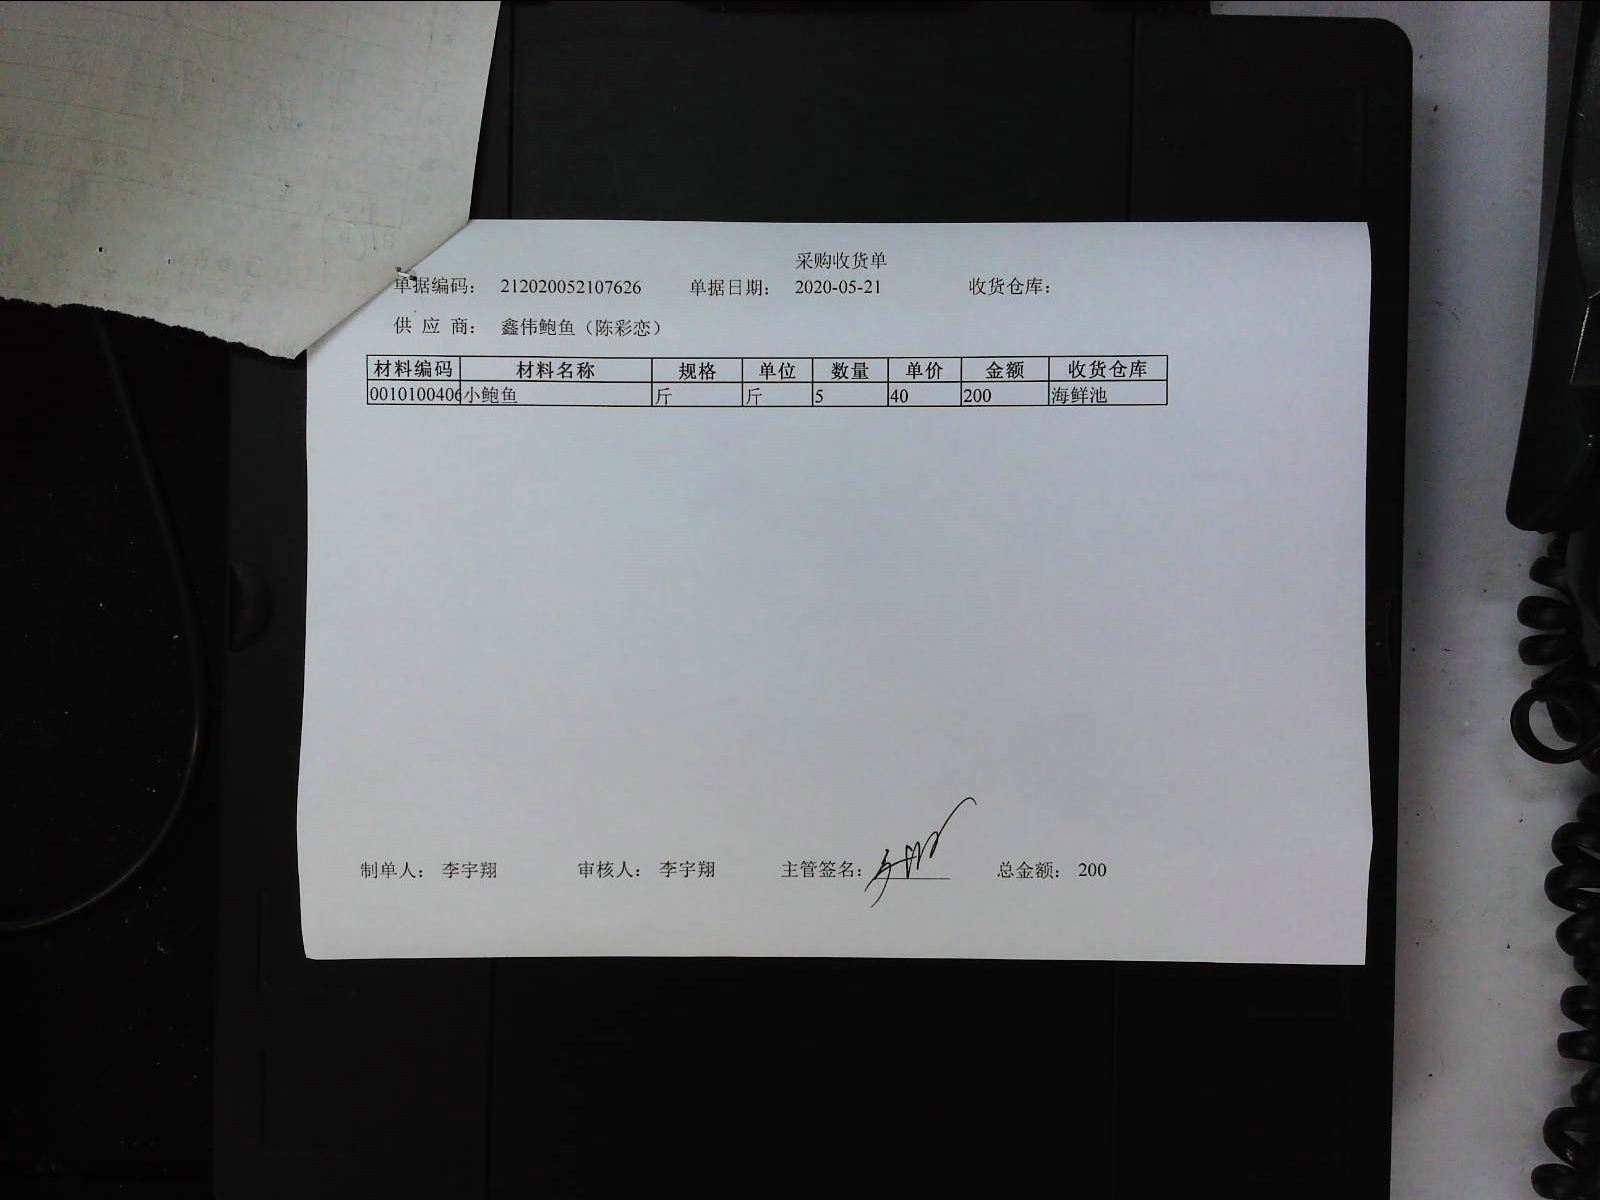 采购收货单
单据编码： 212020052107626 单据日期： 2020-05-21 收货仓库：
供 应 商： 鑫伟鲍鱼（陈彩恋）
材料编码 材料名称 规格 单位 数量 单价 金额 收货仓库
0010100406 小鲍鱼 斤 斤 5 40 200 海鲜池
制单人： 李宇翔 审核人： 李宇翔 主管签名： 总金额： 200